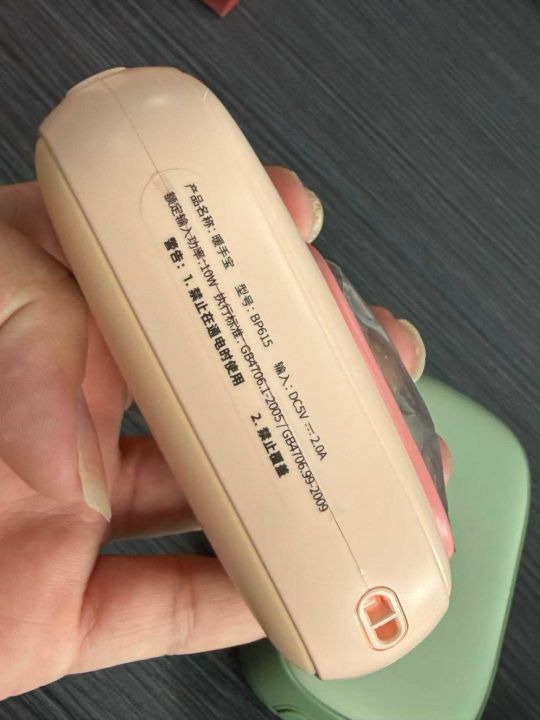 产品名称：暖手宝 型号：BP615 输入：DC5V ⎓ 2.0A
额定输入功率：10W 执行标准：GB4706.1-2005/GB4706.99-2009
警告：1. 禁止在通电时使用 2. 禁止覆盖